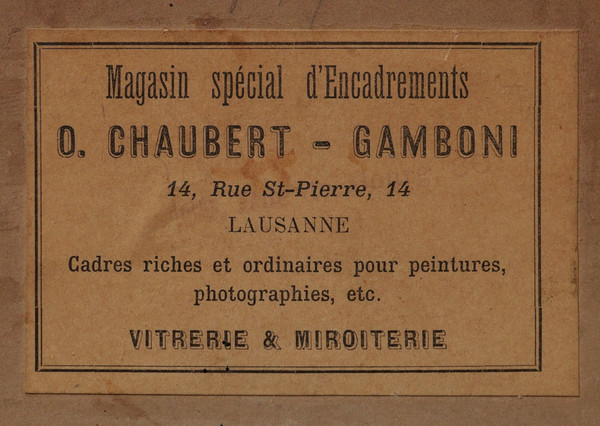 Magasin spécial d'Encadrements
O. CHAUBERT - GAMBONI
14, Rue St-Pierre, 14
LAUSANNE
Cadres riches et ordinaires pour peintures,
photographies, etc.
VITRERIE & MIROITERIE